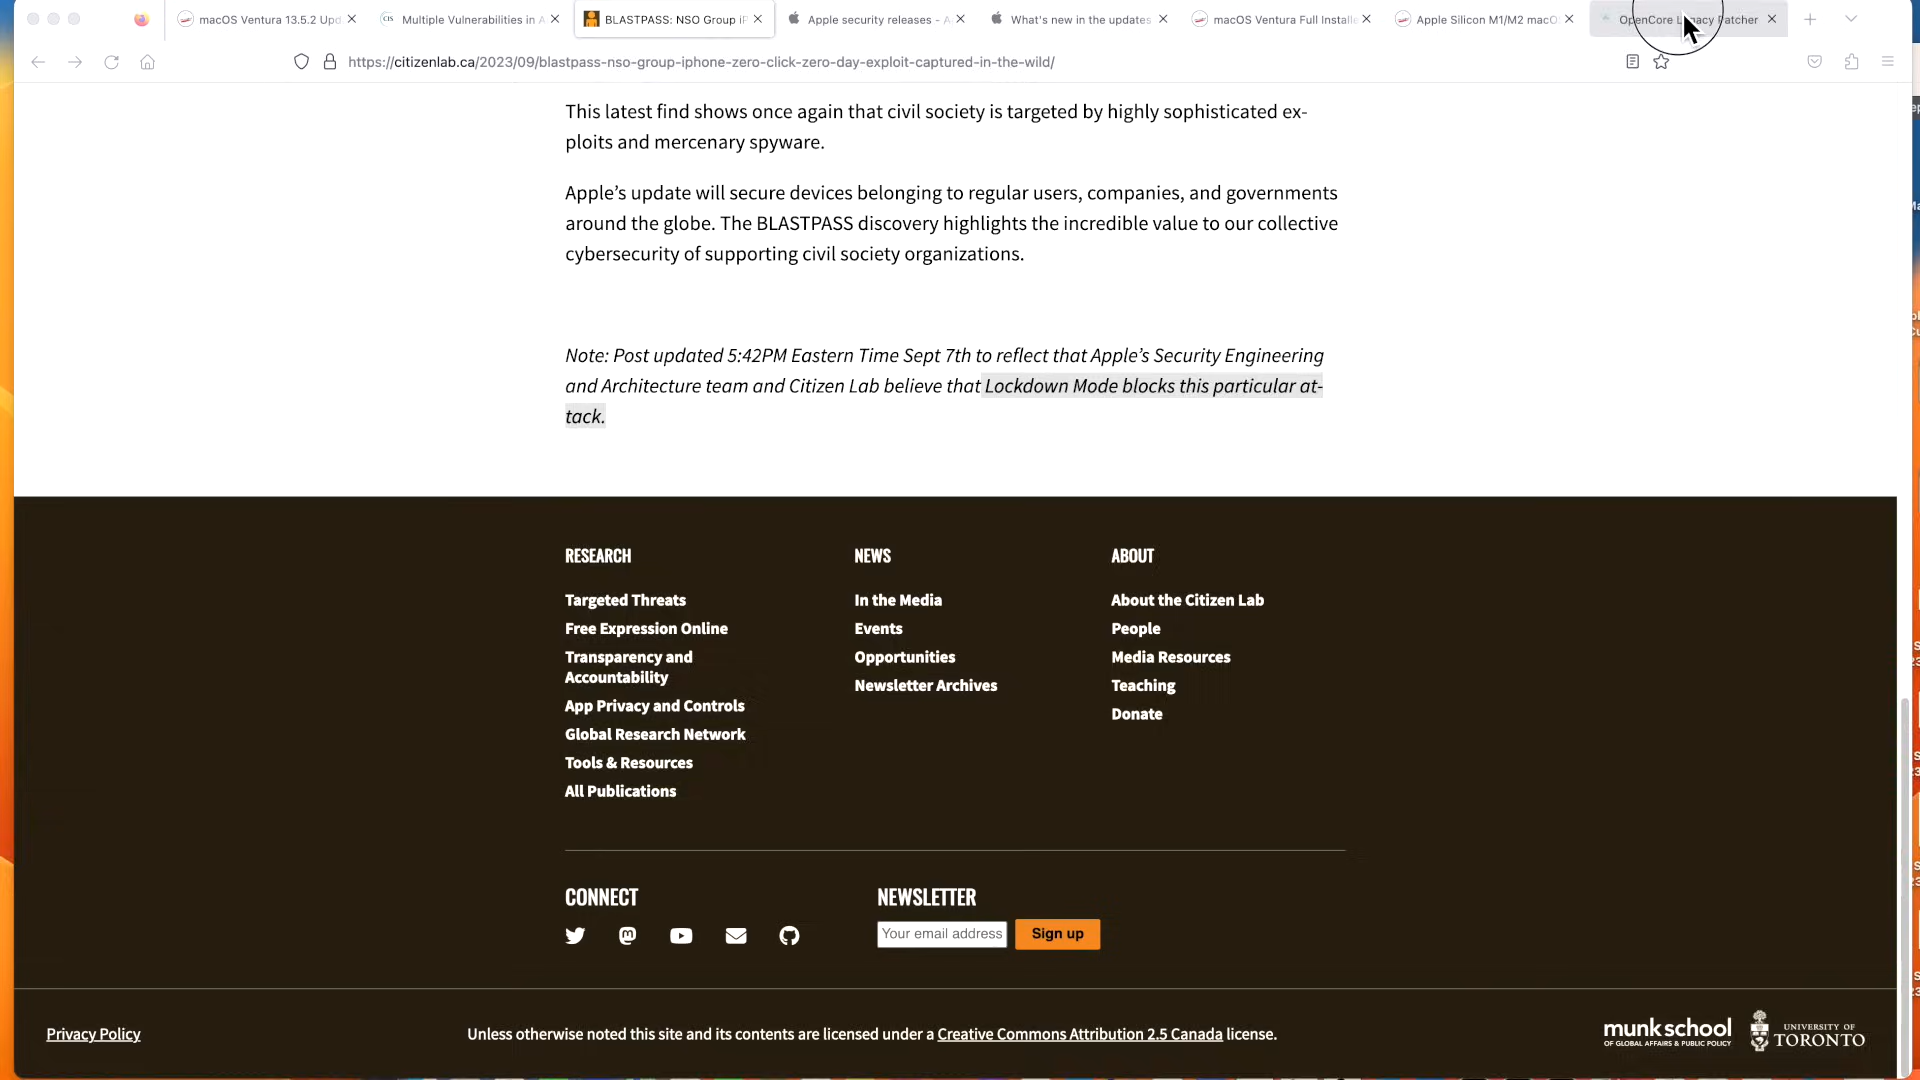 macOS Ventura 13.5.2 Upd
Multiple Vulnerabilities in A
BLASTPASS: NSO Group iP
Apple security releases - A
What's new in the updates
macOS Ventura Full Installe
Apple Silicon M1/M2 macO
OpenCore Legacy Patcher
https://citizenlab.ca/2023/09/blastpass-nso-group-iphone-zero-click-zero-day-exploit-captured-in-the-wild/
This latest find shows once again that civil society is targeted by highly sophisticated ex-
ploits and mercenary spyware.
Apple’s update will secure devices belonging to regular users, companies, and governments
around the globe. The BLASTPASS discovery highlights the incredible value to our collective
cybersecurity of supporting civil society organizations.
Note: Post updated 5:42PM Eastern Time Sept 7th to reflect that Apple’s Security Engineering
and Architecture team and Citizen Lab believe that Lockdown Mode blocks this particular at-
tack.
RESEARCH
Targeted Threats
Free Expression Online
Transparency and
Accountability
App Privacy and Controls
Global Research Network
Tools & Resources
All Publications
NEWS
In the Media
Events
Opportunities
Newsletter Archives
ABOUT
About the Citizen Lab
People
Media Resources
Teaching
Donate
CONNECT
NEWSLETTER
Your email address
Sign up
Privacy Policy
Unless otherwise noted this site and its contents are licensed under a Creative Commons Attribution 2.5 Canada license.
munk school
OF GLOBAL AFFAIRS & PUBLIC POLICY
UNIVERSITY OF
TORONTO